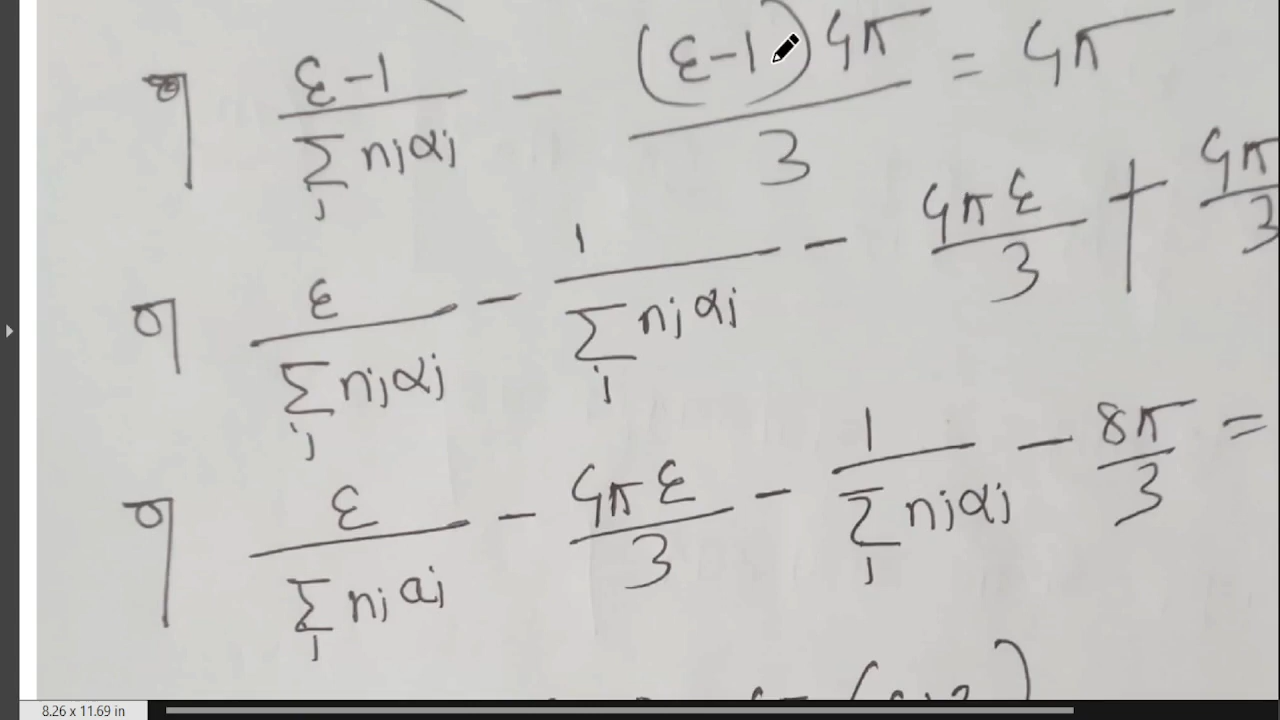 व, (ε-1)/(Σ_j n_j α_j) - ((ε-1) 4π)/3 = 4π
व, ε/(Σ_j n_j α_j) - 1/(Σ_j n_j α_j) - 4πε/3 + 4π/3
व, ε/(Σ_j n_j α_j) - 4πε/3 - 1/(Σ_j n_j α_j) - 8π/3 =
8.26 x 11.69 in